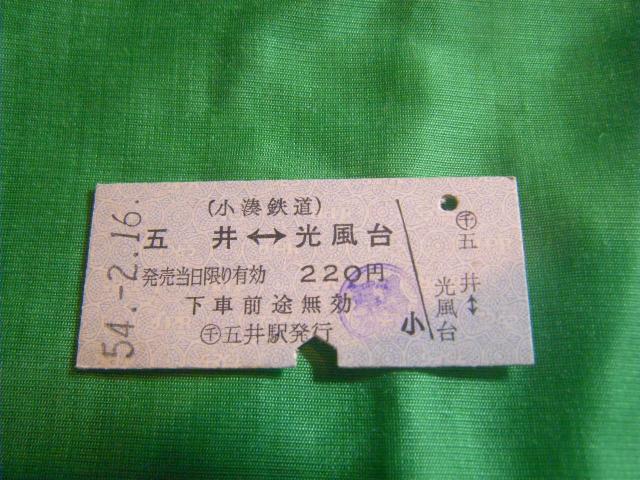 54.-2.16.
(小湊鉄道)
五井↔光風台
発売当日限り有効 220円
下車前途無効
㋠五井駅発行
小
㋠
五井↔
光風台